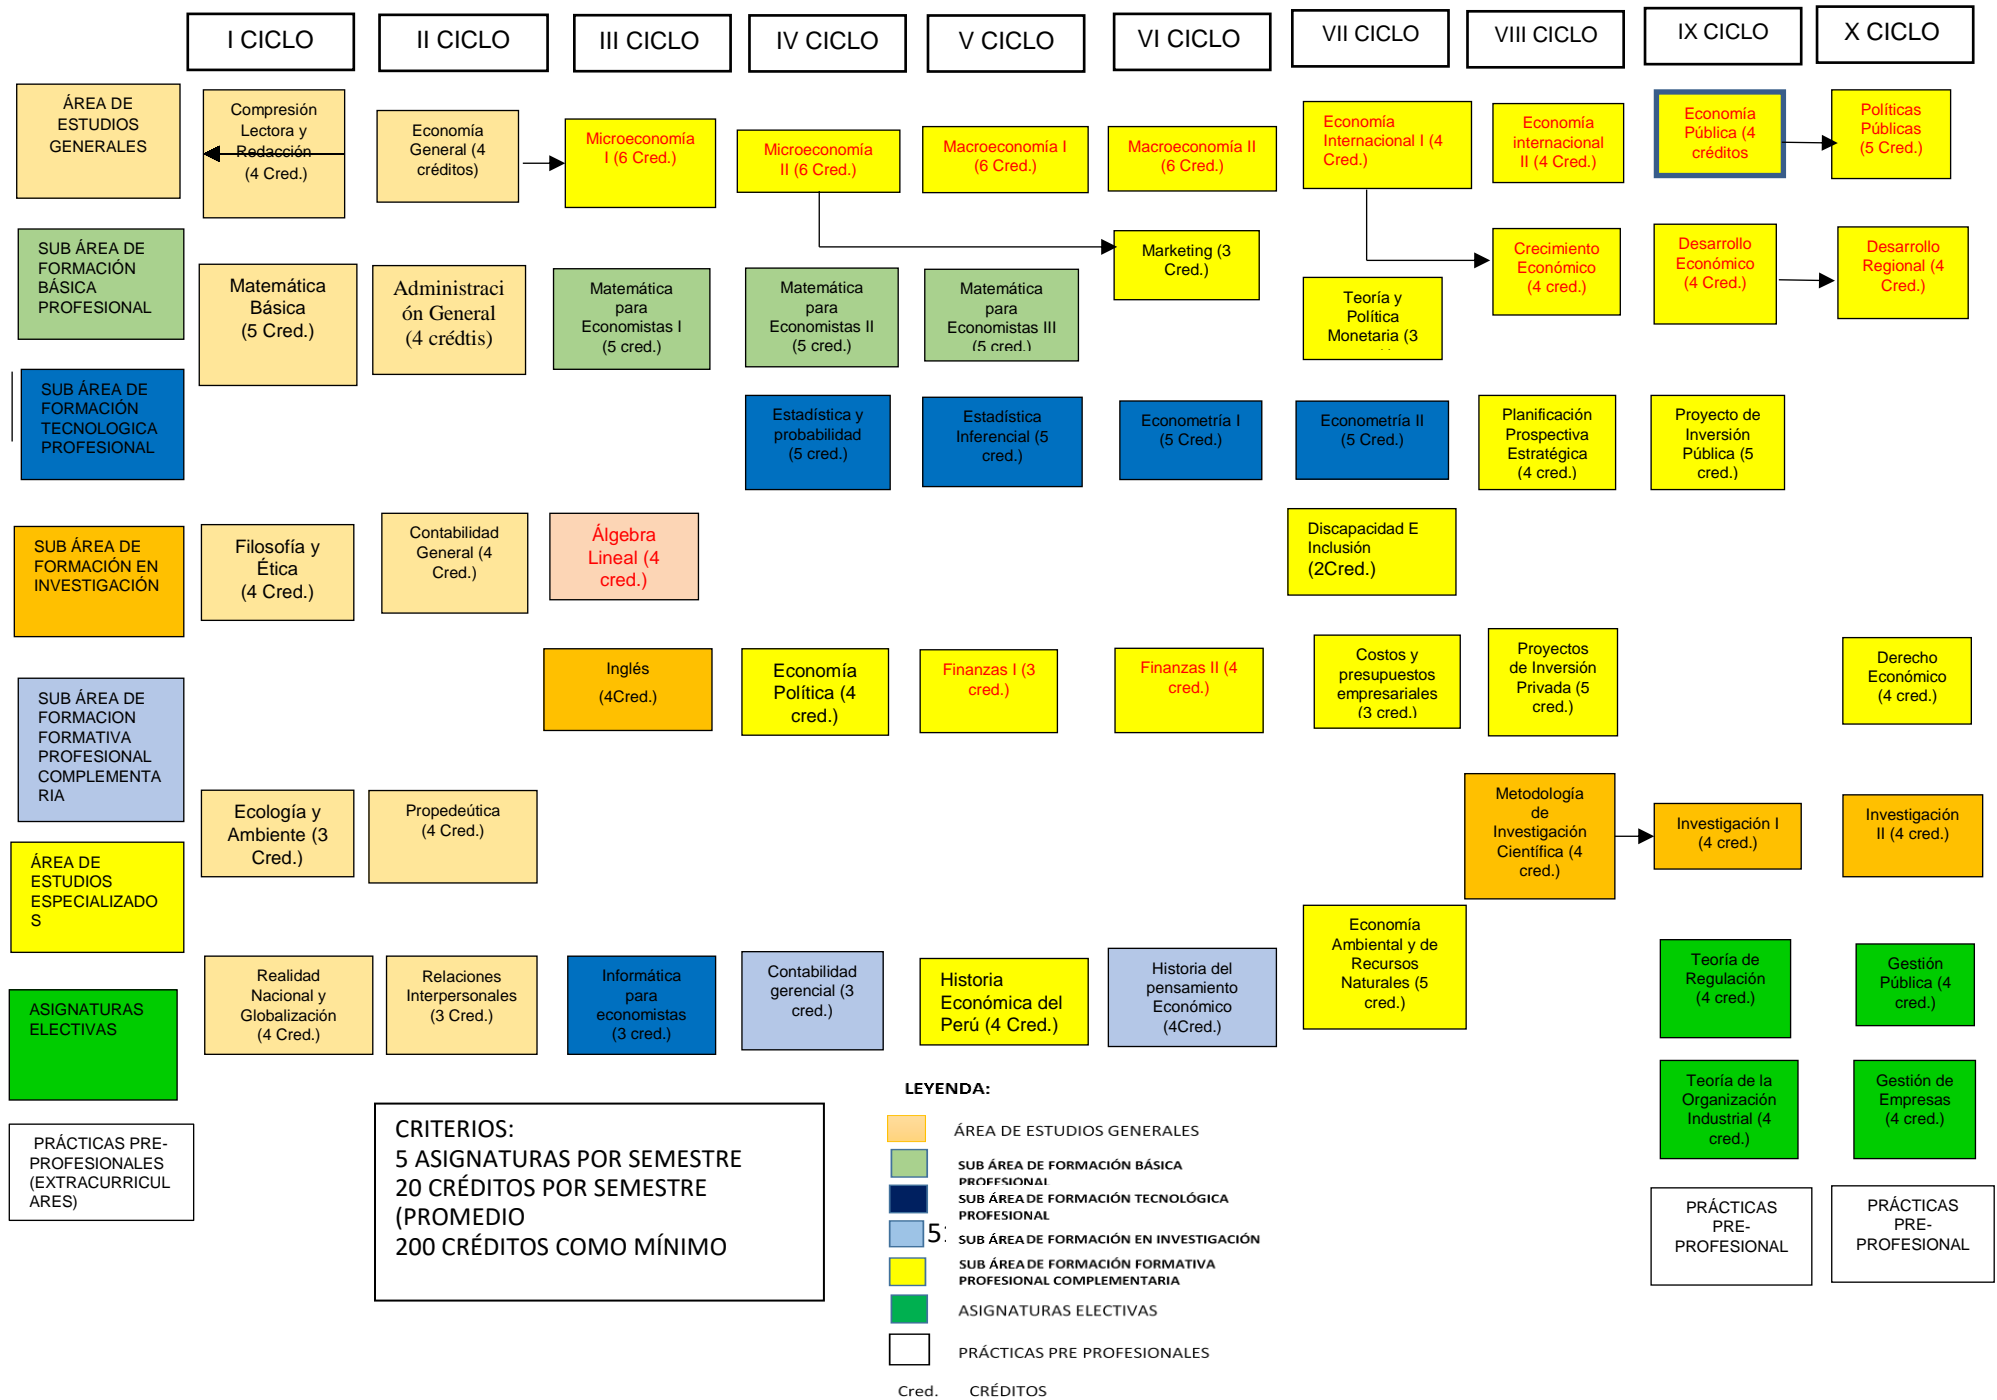 I CICLO
II CICLO
III CICLO
IV CICLO
V CICLO
VI CICLO
VII CICLO
VIII CICLO
IX CICLO
X CICLO
ÁREA DE
ESTUDIOS
GENERALES
Compresión
Lectora y
Redacción
(4 Cred.)
Economía
General (4
créditos)
Microeconomía
I (6 Cred.)
Microeconomía
II (6 Cred.)
Macroeconomía I
(6 Cred.)
Macroeconomía II
(6 Cred.)
Economía
Internacional I (4
Cred.)
Economía
internacional
II (4 Cred.)
Economía
Pública (4
créditos
Políticas
Públicas
(5 Cred.)
SUB ÁREA DE
FORMACIÓN
BÁSICA
PROFESIONAL
Matemática
Básica
(5 Cred.)
Administraci
ón General
(4 crédtis)
Matemática
para
Economistas I
(5 cred.)
Matemática
para
Economistas II
(5 cred.)
Matemática
para
Economistas III
(5 cred.)
Marketing (3
Cred.)
Teoría y
Política
Monetaria (3
Crecimiento
Económico
(4 cred.)
Desarrollo
Económico
(4 Cred.)
Desarrollo
Regional (4
Cred.)
SUB ÁREA DE
FORMACIÓN
TECNOLOGICA
PROFESIONAL
Estadística y
probabilidad
(5 cred.)
Estadística
Inferencial (5
cred.)
Econometría I
(5 Cred.)
Econometría II
(5 Cred.)
Planificación
Prospectiva
Estratégica
(4 cred.)
Proyecto de
Inversión
Pública (5
cred.)
SUB ÁREA DE
FORMACIÓN EN
INVESTIGACIÓN
Filosofía y
Ética
(4 Cred.)
Contabilidad
General (4
Cred.)
Álgebra
Lineal (4
cred.)
Discapacidad E
Inclusión
(2Cred.)
SUB ÁREA DE
FORMACION
FORMATIVA
PROFESIONAL
COMPLEMENTA
RIA
Inglés
(4Cred.)
Economía
Política (4
cred.)
Finanzas I (3
cred.)
Finanzas II (4
cred.)
Costos y
presupuestos
empresariales
(3 cred.)
Proyectos
de Inversión
Privada (5
cred.)
Derecho
Económico
(4 cred.)
Ecología y
Ambiente (3
Cred.)
Propedeútica
(4 Cred.)
Metodología
de
Investigación
Científica (4
cred.)
Investigación I
(4 cred.)
Investigación
II (4 cred.)
ÁREA DE
ESTUDIOS
ESPECIALIZADO
S
Realidad
Nacional y
Globalización
(4 Cred.)
Relaciones
Interpersonales
(3 Cred.)
Informática
para
economistas
(3 cred.)
Contabilidad
gerencial (3
cred.)
Historia
Económica del
Perú (4 Cred.)
Historia del
pensamiento
Económico
(4Cred.)
Economía
Ambiental y de
Recursos
Naturales (5
cred.)
Teoría de
Regulación
(4 cred.)
Gestión
Pública (4
cred.)
ASIGNATURAS
ELECTIVAS
Teoría de la
Organización
Industrial (4
cred.)
Gestión de
Empresas
(4 cred.)
PRÁCTICAS PRE-
PROFESIONALES
(EXTRACURRICUL
ARES)
CRITERIOS:
5 ASIGNATURAS POR SEMESTRE
20 CRÉDITOS POR SEMESTRE
(PROMEDIO
200 CRÉDITOS COMO MÍNIMO
LEYENDA:
ÁREA DE ESTUDIOS GENERALES
SUB ÁREA DE FORMACIÓN BÁSICA
PROFESIONAL
SUB ÁREA DE FORMACIÓN TECNOLÓGICA
PROFESIONAL
SUB ÁREA DE FORMACIÓN EN INVESTIGACIÓN
SUB ÁREA DE FORMACIÓN FORMATIVA
PROFESIONAL COMPLEMENTARIA
ASIGNATURAS ELECTIVAS
PRÁCTICAS PRE PROFESIONALES
Cred. CRÉDITOS
PRÁCTICAS
PRE-
PROFESIONAL
PRÁCTICAS
PRE-
PROFESIONAL